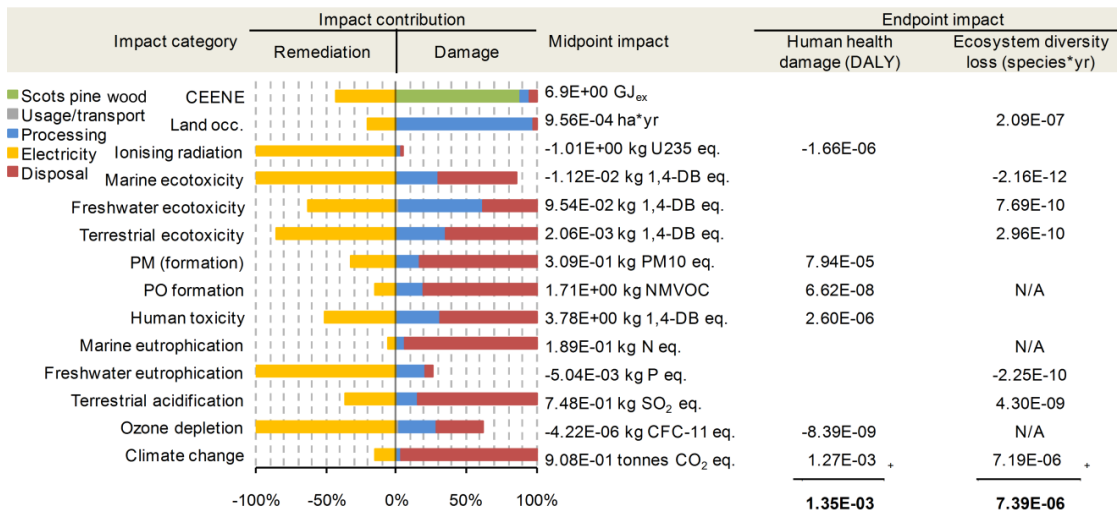 Impact contribution Endpoint impact
Impact category Remediation Damage Midpoint impact Human health damage (DALY) Ecosystem diversity loss (species*yr)
Scots pine wood
Usage/transport
Processing
Electricity
Disposal
CEENE 6.9E+00 GJex
Land occ. 9.56E-04 ha*yr 2.09E-07
Ionising radiation -1.01E+00 kg U235 eq. -1.66E-06
Marine ecotoxicity -1.12E-02 kg 1,4-DB eq. -2.16E-12
Freshwater ecotoxicity 9.54E-02 kg 1,4-DB eq. 7.69E-10
Terrestrial ecotoxicity 2.06E-03 kg 1,4-DB eq. 2.96E-10
PM (formation) 3.09E-01 kg PM10 eq. 7.94E-05
PO formation 1.71E+00 kg NMVOC 6.62E-08 N/A
Human toxicity 3.78E+00 kg 1,4-DB eq. 2.60E-06
Marine eutrophication 1.89E-01 kg N eq. N/A
Freshwater eutrophication -5.04E-03 kg P eq. -2.25E-10
Terrestrial acidification 7.48E-01 kg SO2 eq. 4.30E-09
Ozone depletion -4.22E-06 kg CFC-11 eq. -8.39E-09 N/A
Climate change 9.08E-01 tonnes CO2 eq. 1.27E-03 + 7.19E-06 +
-100% -50% 0% 50% 100% 1.35E-03 7.39E-06